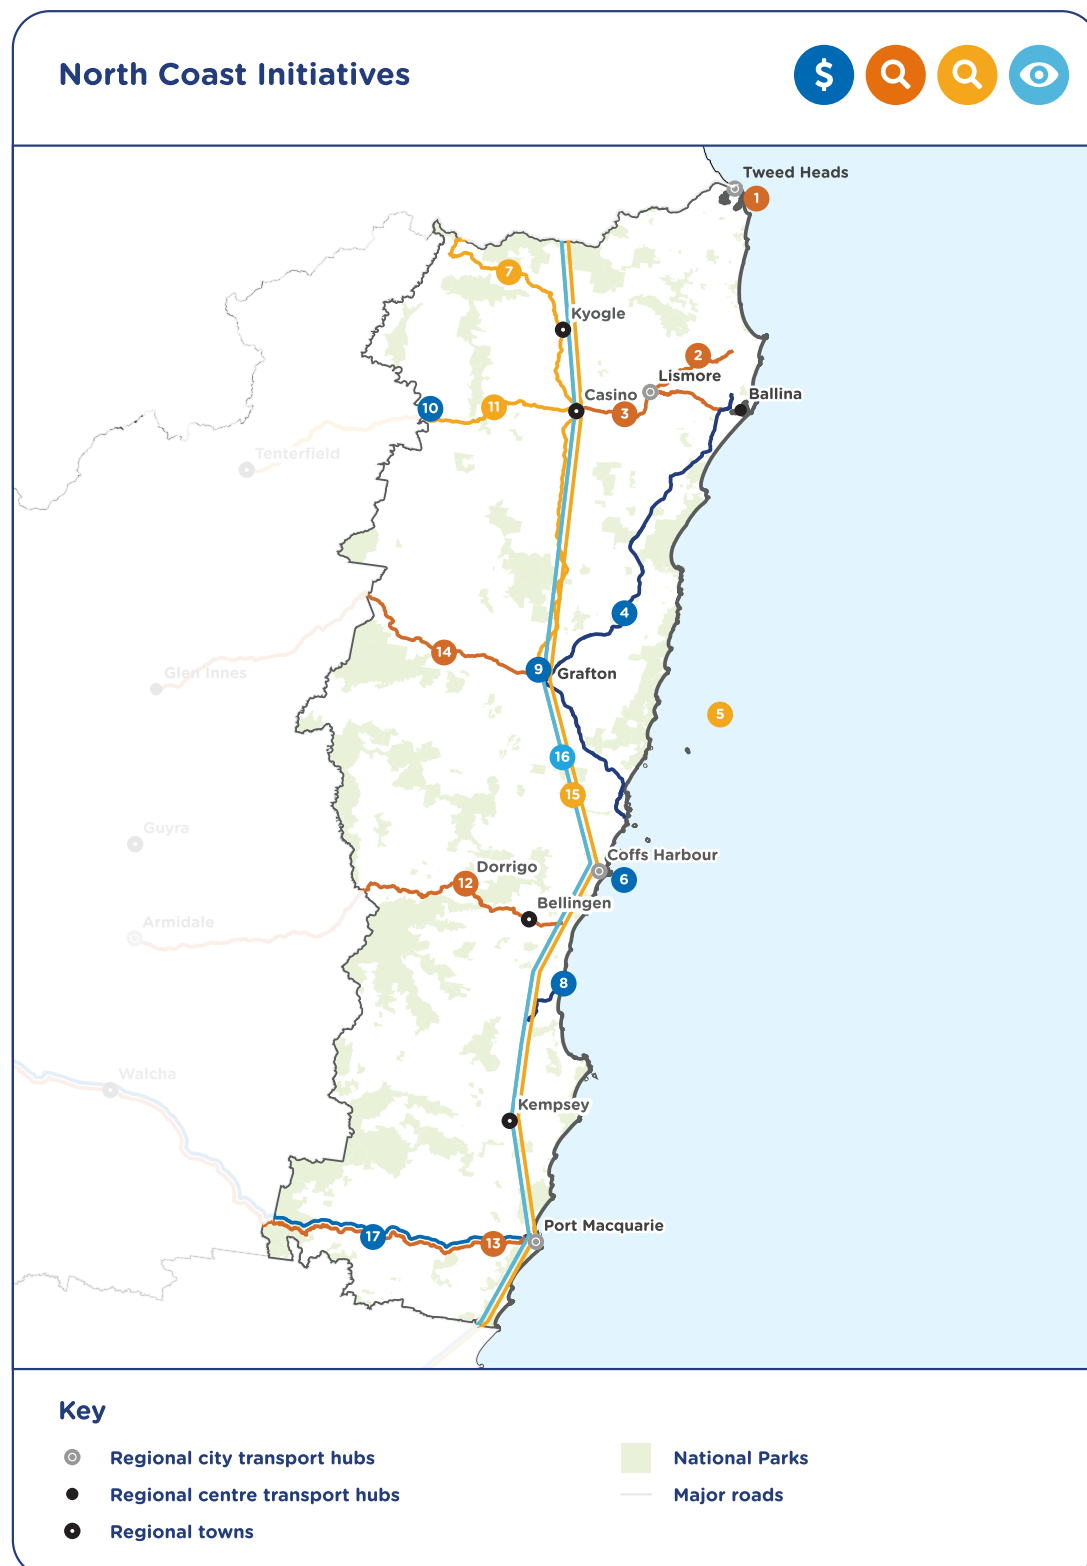 North Coast Initiatives
$
Tweed Heads
1
7
Kyogle
2
Lismore
Casino
Ballina
10
11
3
Tenterfield
4
14
9
Grafton
Glen Innes
5
16
15
Guyra
Coffs Harbour
Dorrigo
12
6
Bellingen
Armidale
8
Walcha
Kempsey
Port Macquarie
17
13
Key
Regional city transport hubs
National Parks
Regional centre transport hubs
Major roads
Regional towns